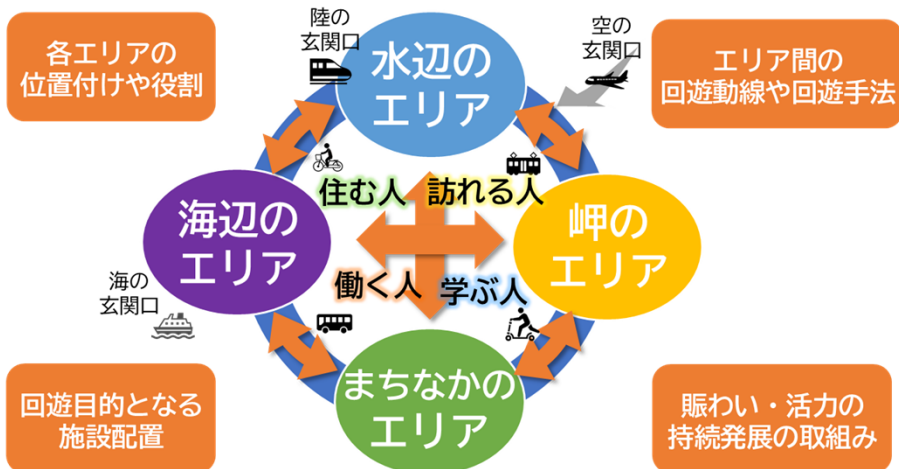 各エリアの
位置付けや役割
陸の
玄関口
水辺の
エリア
空の
玄関口
エリア間の
回遊動線や回遊手法
住む人
訪れる人
海辺の
エリア
岬の
エリア
海の
玄関口
働く人
学ぶ人
回遊目的となる
施設配置
まちなかの
エリア
賑わい・活力の
持続発展の取組み